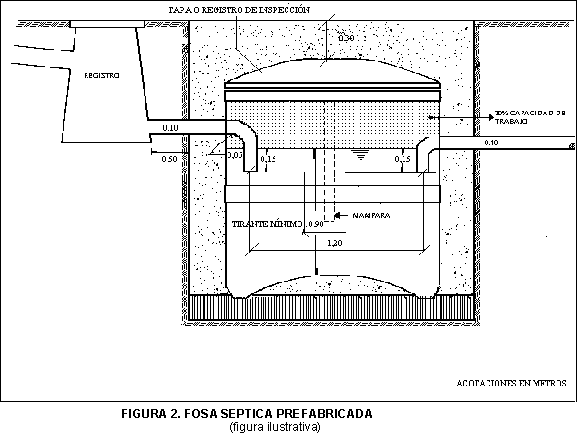 TAPA O REGISTRO DE INSPECCIÓN
0.30
REGISTRO
CAPACIDAD DE
TRABAJO
0.10
0.10
0.50
0.05
0.15
0.15
MAMPARA
TIRANTE MÍNIMO 0.90
1.20
ACOTACIONES EN METROS
FIGURA 2. FOSA SEPTICA PREFABRICADA
(figura ilustrativa)